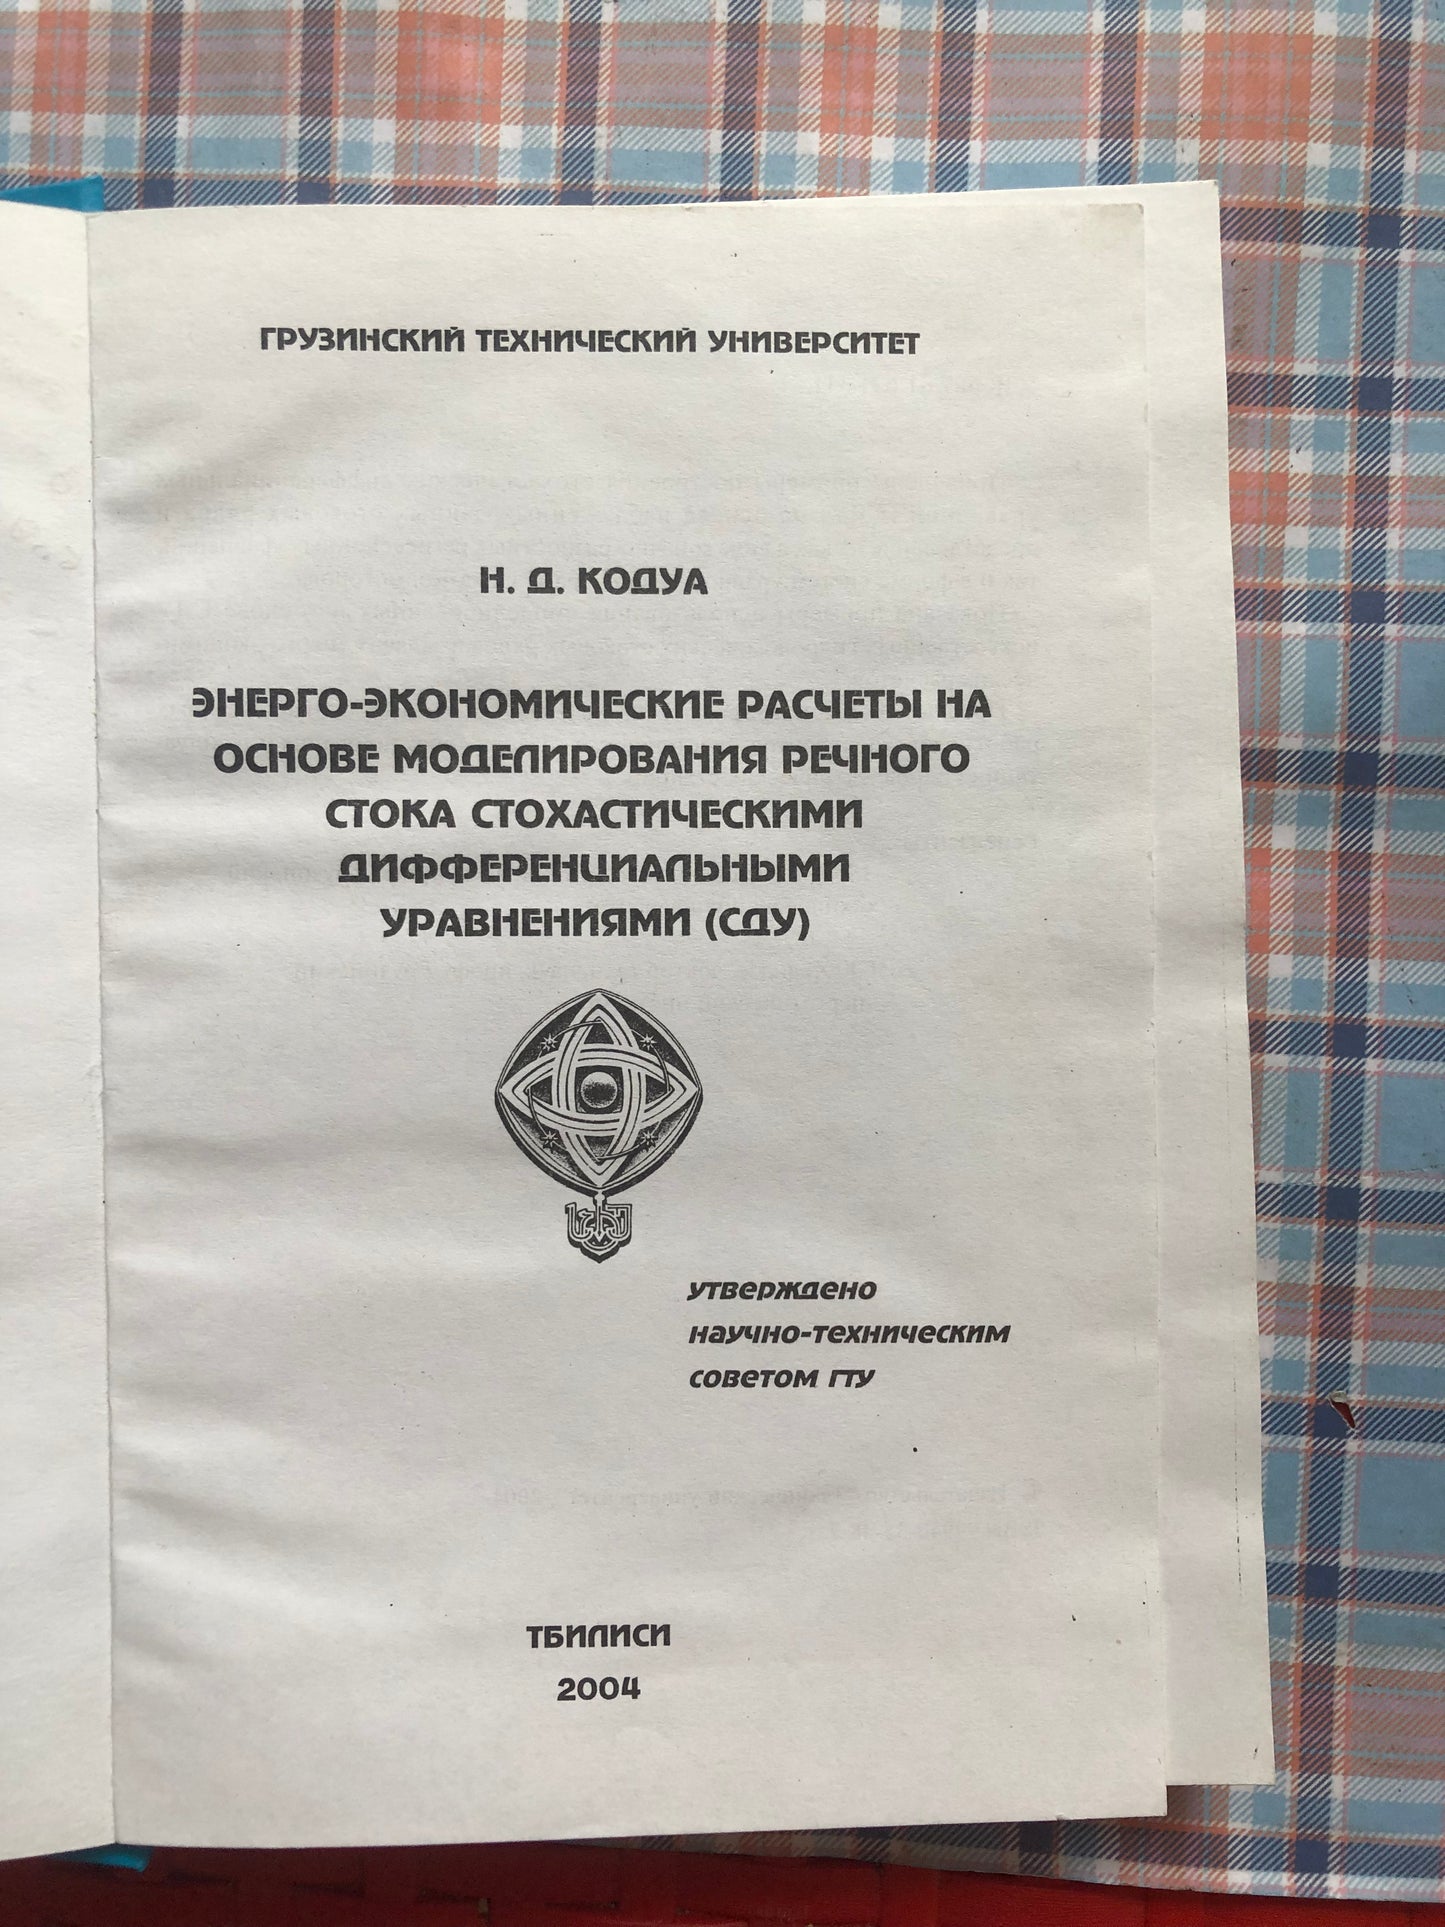 ГРУЗИНСКИЙ ТЕХНИЧЕСКИЙ УНИВЕРСИТЕТ
Н. Д. КОДУА
ЭНЕРГО-ЭКОНОМИЧЕСКИЕ РАСЧЕТЫ НА
ОСНОВЕ МОДЕЛИРОВАНИЯ РЕЧНОГО
СТОКА СТОХАСТИЧЕСКИМИ
ДИФФЕРЕНЦИАЛЬНЫМИ
УРАВНЕНИЯМИ (СДУ)
утверждено
научно-техническим
советом ГТУ
ТБИЛИСИ
2004